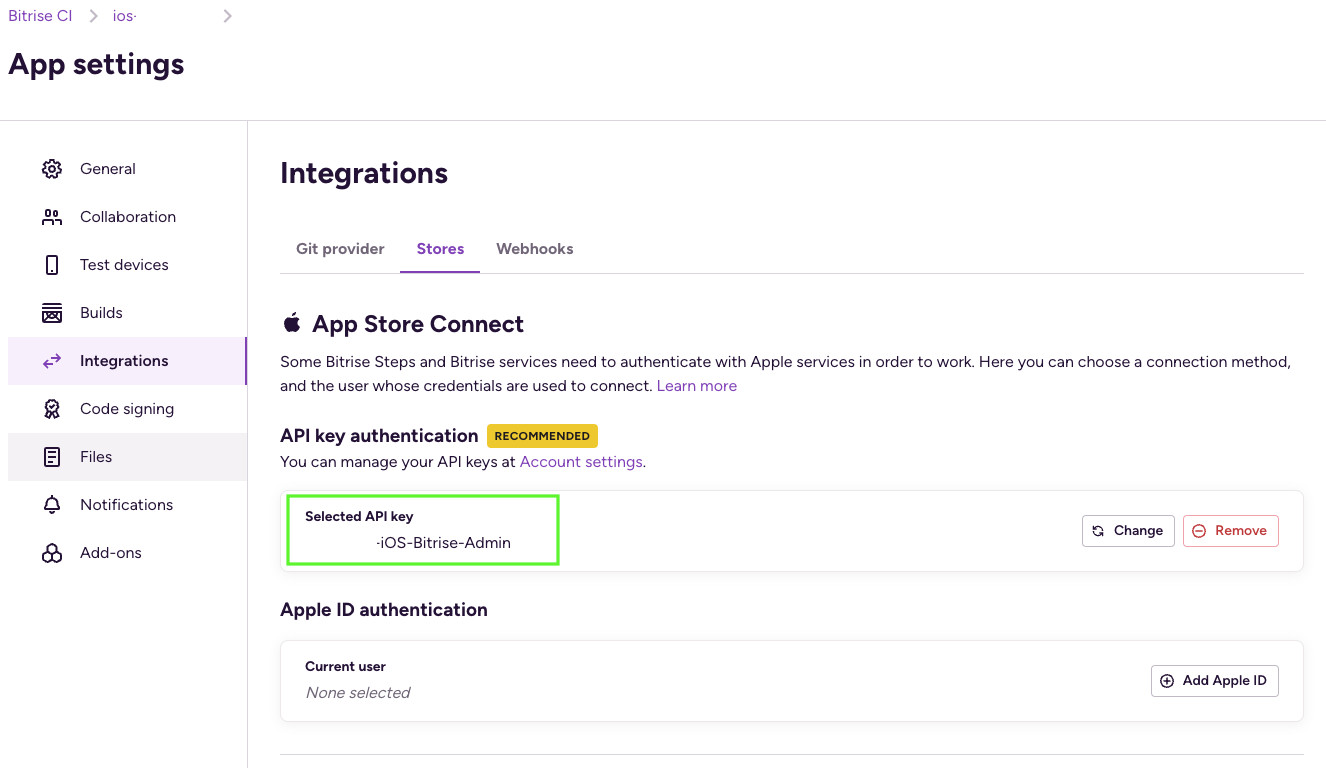 Bitrise CI
ios-
App settings
General
Collaboration
Test devices
Builds
Integrations
Code signing
Files
Notifications
Add-ons
Integrations
Git provider Stores Webhooks
App Store Connect
Some Bitrise Steps and Bitrise services need to authenticate with Apple services in order to work. Here you can choose a connection method,
and the user whose credentials are used to connect. Learn more
API key authentication RECOMMENDED
You can manage your API keys at Account settings.
Selected API key
-iOS-Bitrise-Admin
Change Remove
Apple ID authentication
Current user
None selected
Add Apple ID